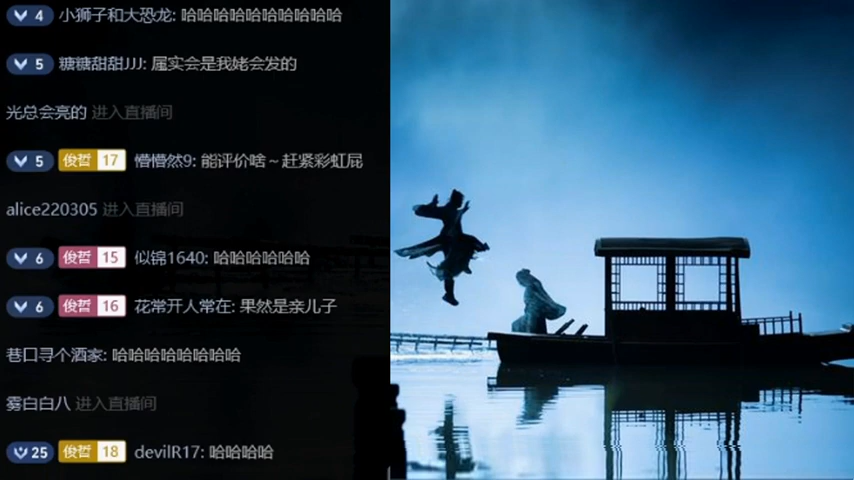 4 小狮子和大恐龙: 哈哈哈哈哈哈哈哈哈哈
5 糖糖甜甜JJJ: 属实会是我姥会发的
光总会亮的 进入直播间
5 俊哲 17 懵懵然9: 能评价啥~赶紧彩虹屁
alice220305 进入直播间
6 俊哲 15 似锦1640: 哈哈哈哈哈哈
6 俊哲 16 花常开人常在: 果然是亲儿子
巷口寻个酒家: 哈哈哈哈哈哈哈哈
雾白白八 进入直播间
25 俊哲 18 devilR17: 哈哈哈哈